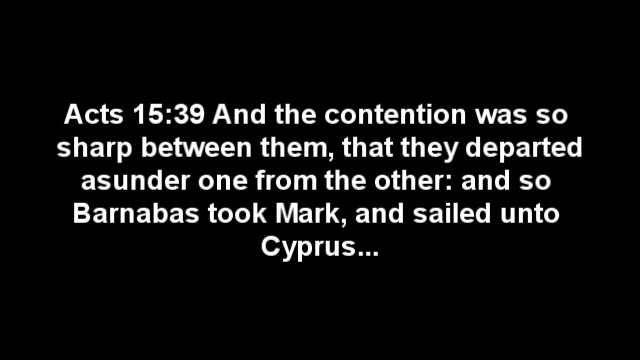 Acts 15:39 And the contention was so
sharp between them, that they departed
asunder one from the other: and so
Barnabas took Mark, and sailed unto
Cyprus...